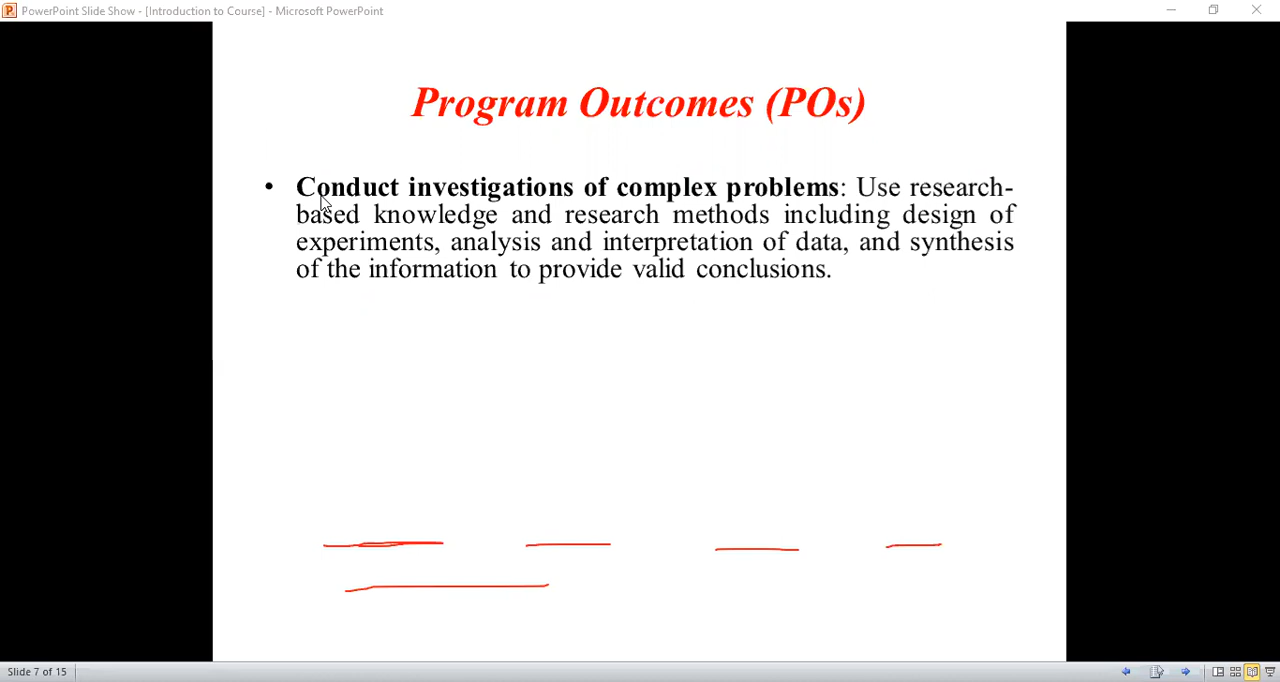 PowerPoint Slide Show - [Introduction to Course] - Microsoft PowerPoint
Program Outcomes (POs)
• Conduct investigations of complex problems: Use research-
based knowledge and research methods including design of
experiments, analysis and interpretation of data, and synthesis
of the information to provide valid conclusions.
Slide 7 of 15